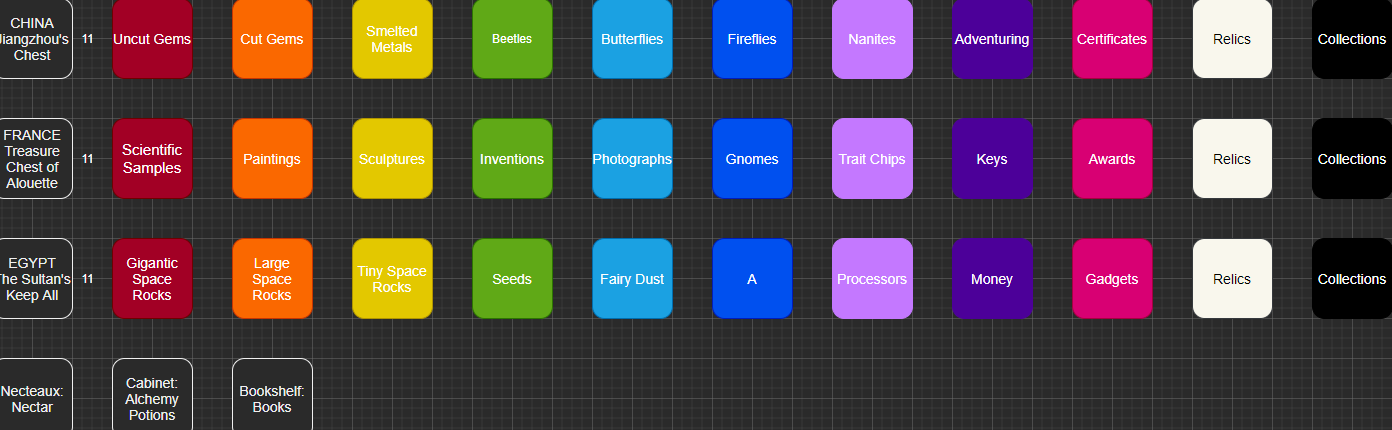 CHINA
Jiangzhou's
Chest
11
Uncut Gems
Cut Gems
Smelted
Metals
Beetles
Butterflies
Fireflies
Nanites
Adventuring
Certificates
Relics
Collections
FRANCE
Treasure
Chest of
Alouette
11
Scientific
Samples
Paintings
Sculptures
Inventions
Photographs
Gnomes
Trait Chips
Keys
Awards
Relics
Collections
EGYPT
The Sultan's
Keep All
11
Gigantic
Space
Rocks
Large
Space
Rocks
Tiny Space
Rocks
Seeds
Fairy Dust
A
Processors
Money
Gadgets
Relics
Collections
Necteaux:
Nectar
Cabinet:
Alchemy
Potions
Bookshelf:
Books